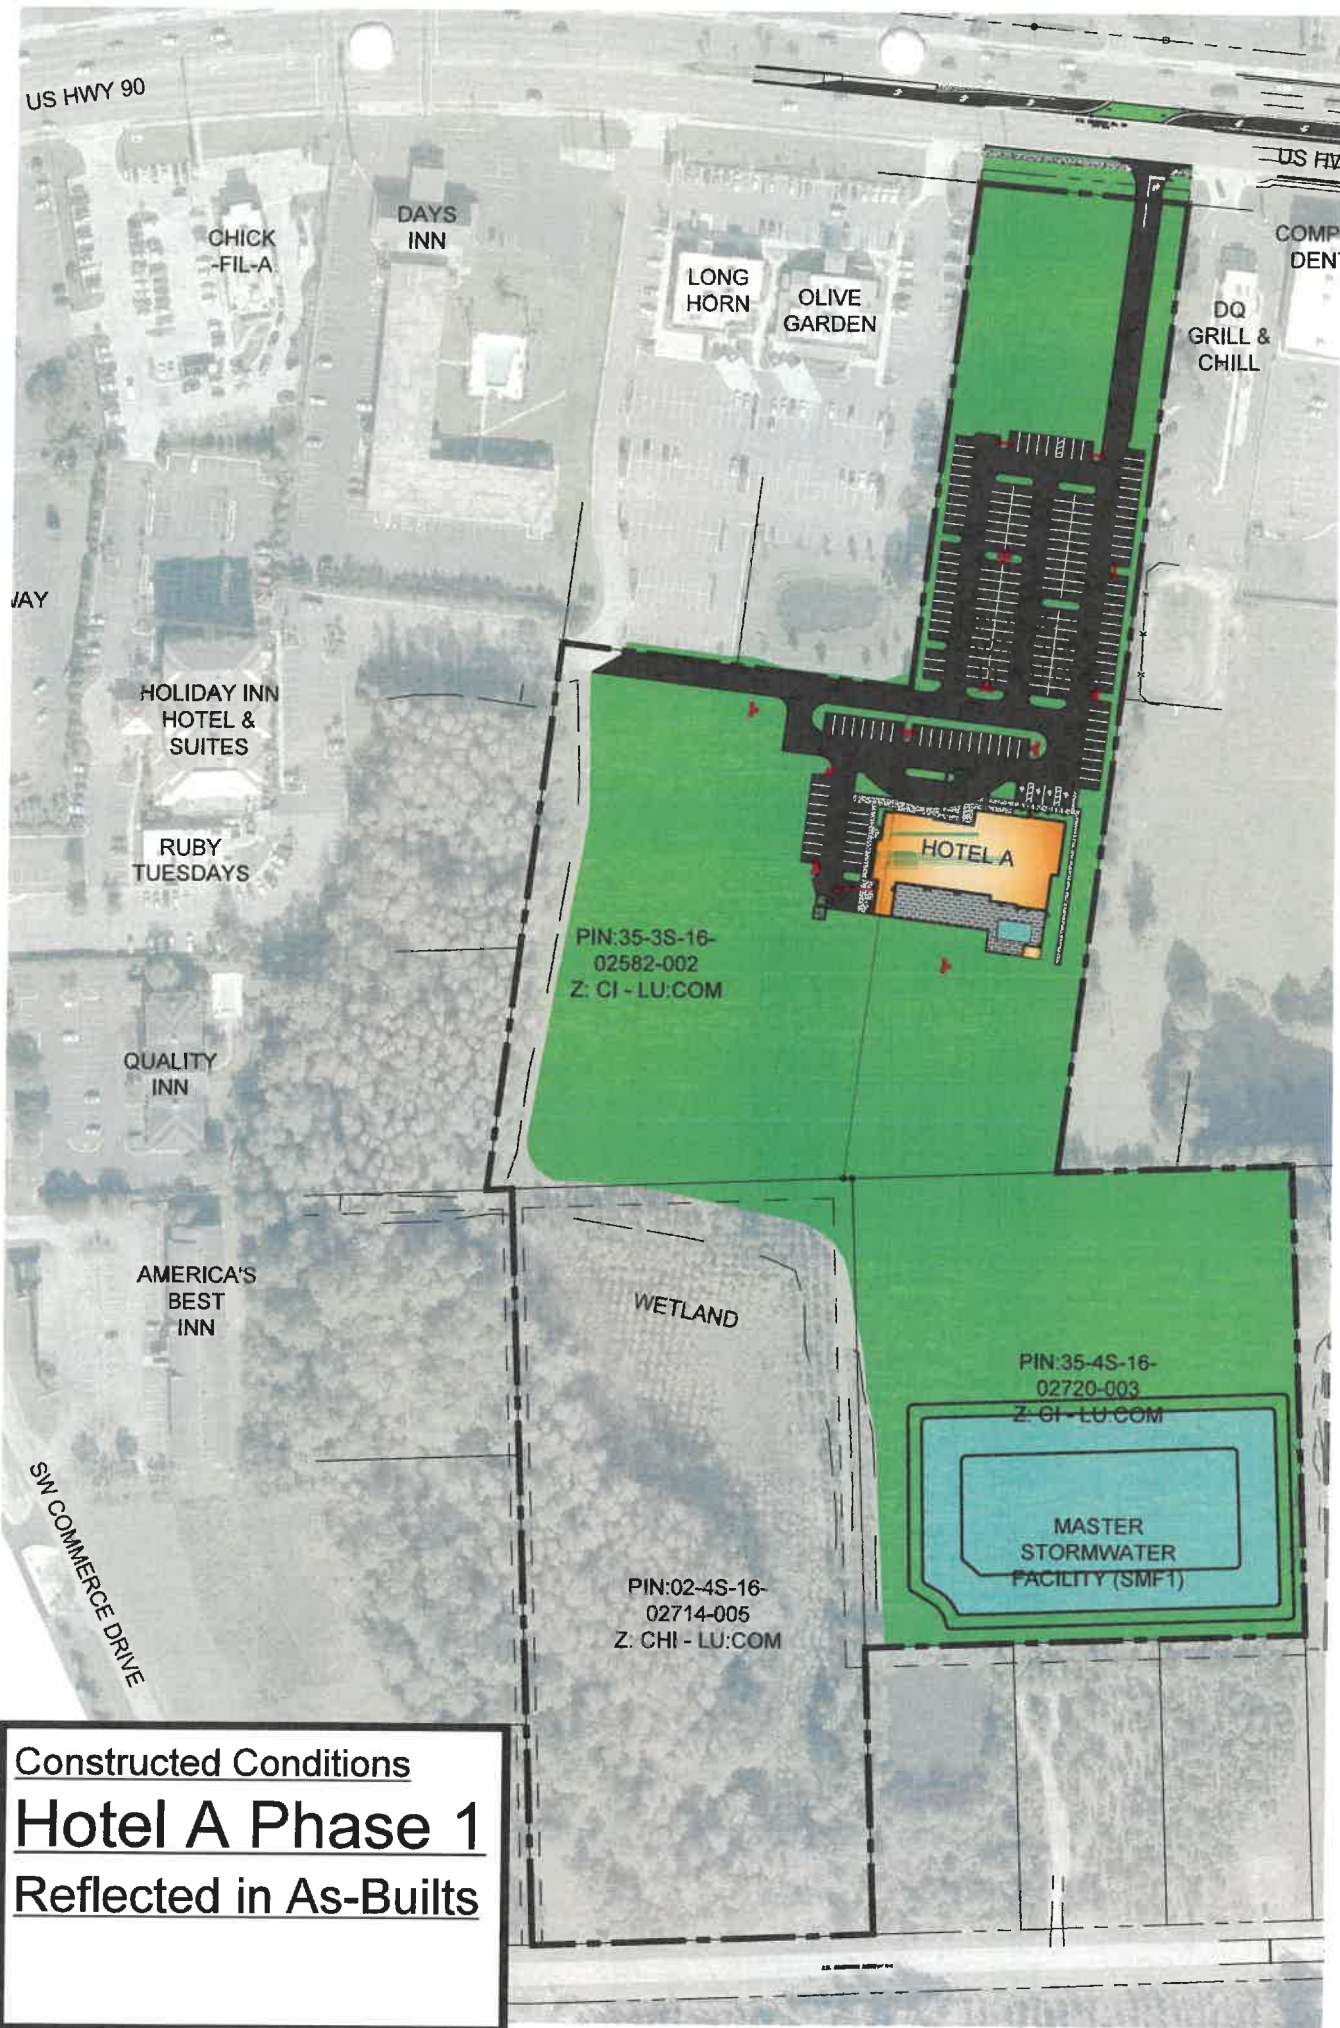 US HWY 90
US HW
CHICK
-FIL-A
DAYS
INN
LONG
HORN
OLIVE
GARDEN
COMP
DEN
DQ
GRILL &
CHILL
WAY
HOLIDAY INN
HOTEL &
SUITES
RUBY
TUESDAYS
HOTEL A
PIN:35-3S-16-
02582-002
Z: CI - LU:COM
QUALITY
INN
AMERICA'S
BEST
INN
WETLAND
PIN:35-4S-16-
02720-003
Z: CI - LU:COM
SW COMMERCE DRIVE
MASTER
STORMWATER
FACILITY (SMF1)
PIN:02-4S-16-
02714-005
Z: CHI - LU:COM
Constructed Conditions
Hotel A Phase 1
Reflected in As-Builts